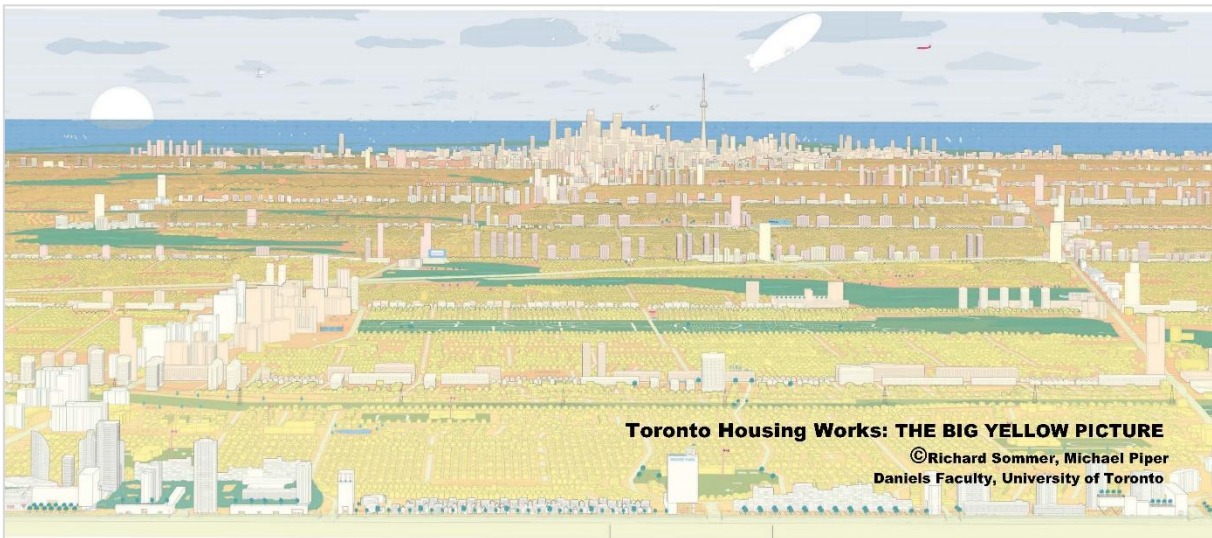 Toronto Housing Works: THE BIG YELLOW PICTURE
©Richard Sommer, Michael Piper
Daniels Faculty, University of Toronto